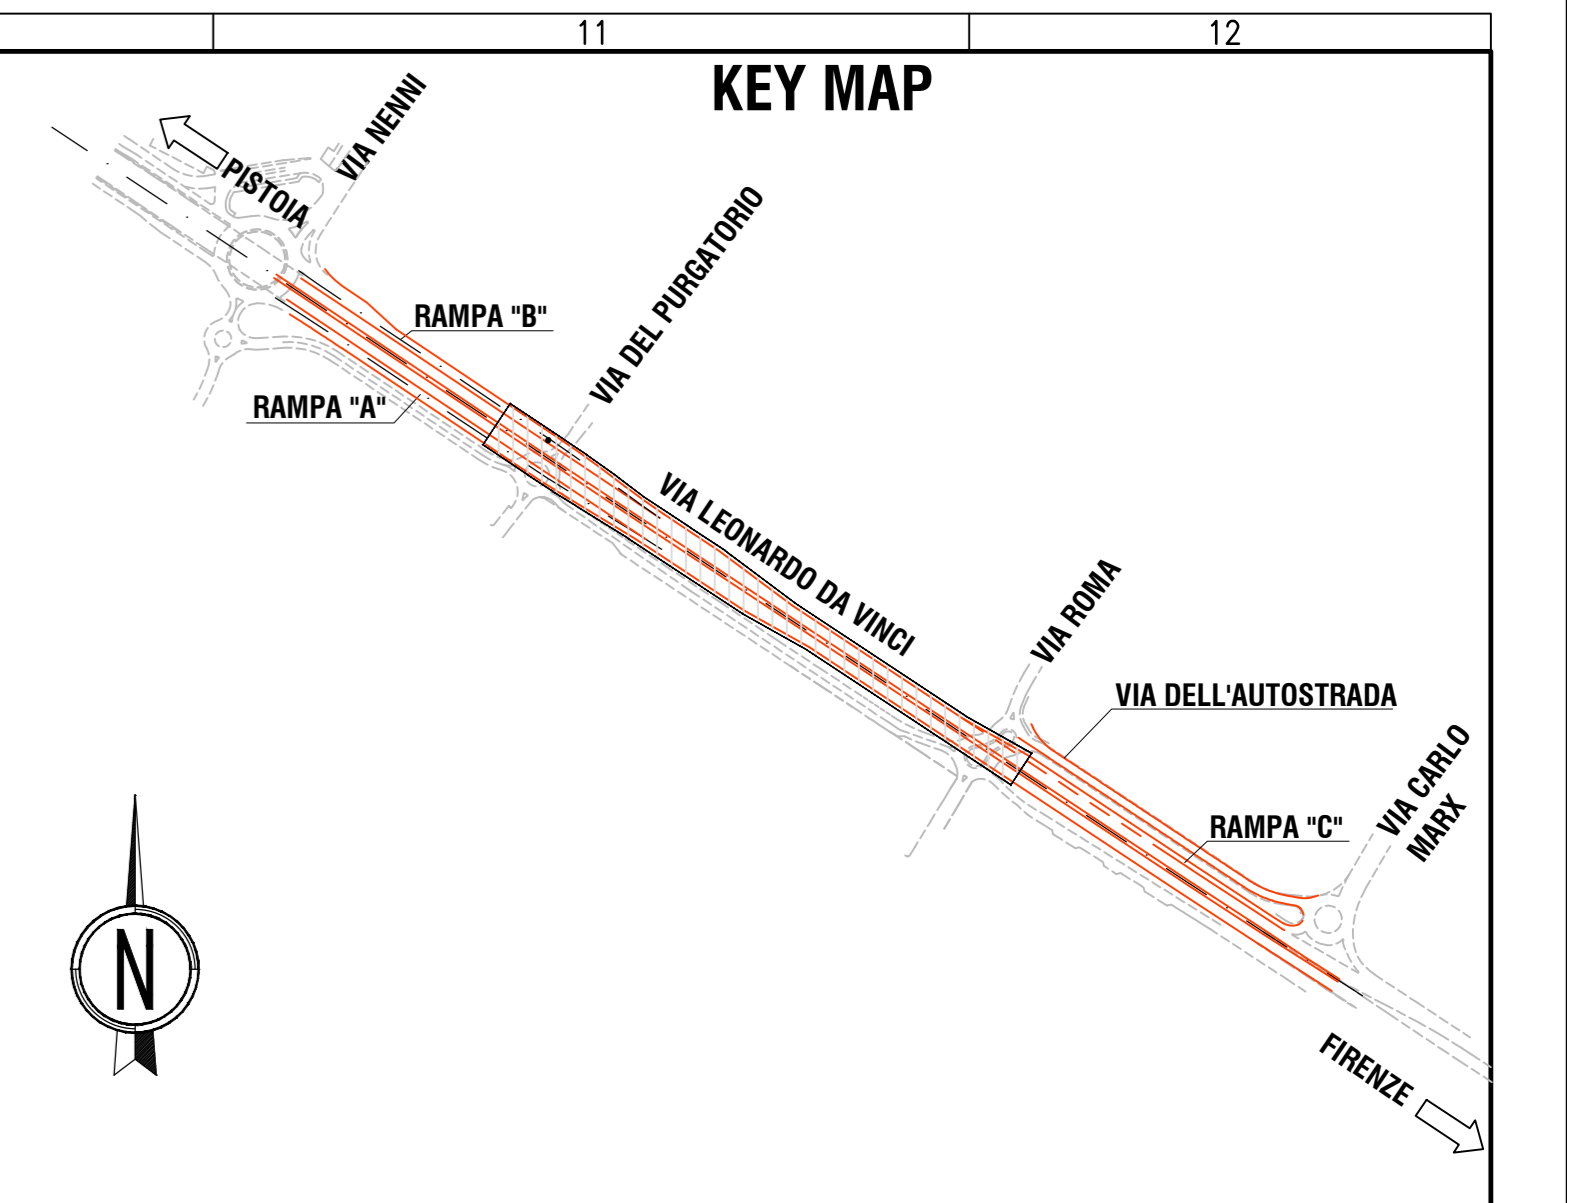 11
12
KEY MAP
VIA NENNI
PISTOIA
VIA DEL PURGATORIO
RAMPA "B"
RAMPA "A"
VIA LEONARDO DA VINCI
VIA ROMA
VIA DELL'AUTOSTRADA
VIA CARLO
MARX
RAMPA "C"
N
FIRENZE